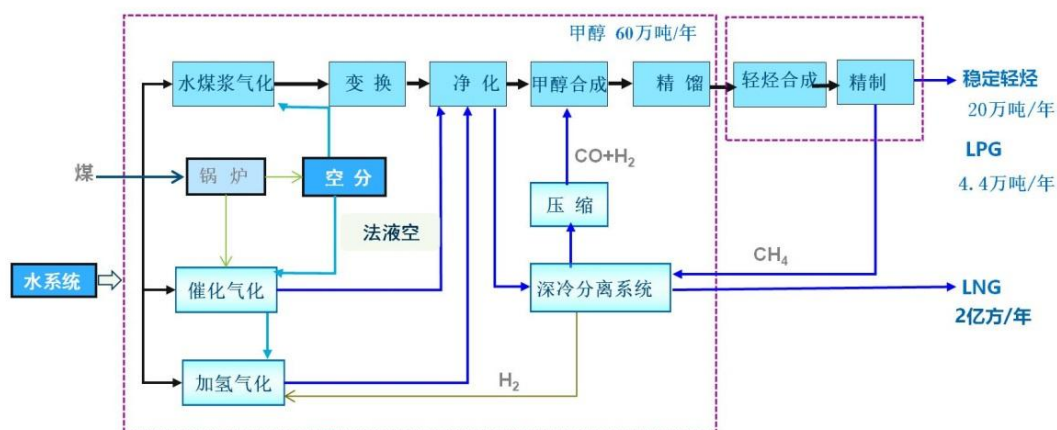 甲醇 60万吨/年
水煤浆气化
变换
净化
甲醇合成
精馏
轻烃合成
精制
稳定轻烃
20万吨/年
LPG
4.4万吨/年
煤
锅炉
空分
CO+H₂
压缩
法液空
水系统
催化气化
深冷分离系统
CH₄
LNG
2亿方/年
加氢气化
H₂